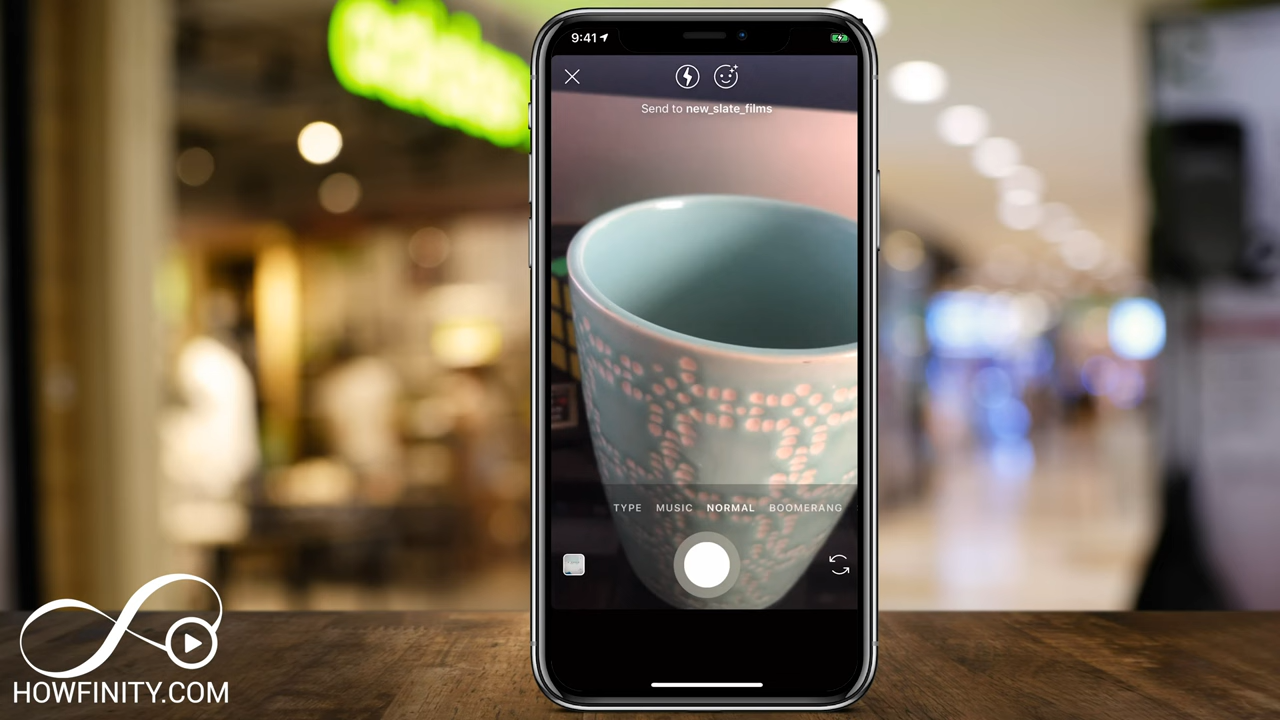 9:41
Send to new_slate_films
TYPE MUSIC NORMAL BOOMERANG
HOWFINITY.COM